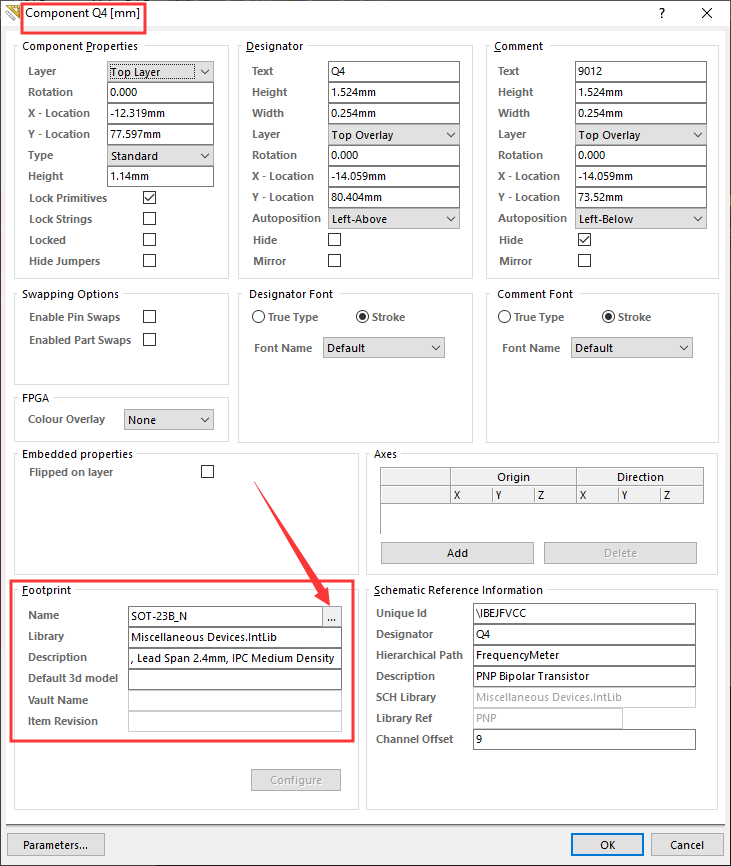 Component Q4 [mm]
?
Component Properties
Layer Top Layer
Rotation 0.000
X - Location -12.319mm
Y - Location 77.597mm
Type Standard
Height 1.14mm
Lock Primitives
Lock Strings
Locked
Hide Jumpers
Designator
Text Q4
Height 1.524mm
Width 0.254mm
Layer Top Overlay
Rotation 0.000
X - Location -14.059mm
Y - Location 80.404mm
Autoposition Left-Above
Hide
Mirror
Comment
Text 9012
Height 1.524mm
Width 0.254mm
Layer Top Overlay
Rotation 0.000
X - Location -14.059mm
Y - Location 73.52mm
Autoposition Left-Below
Hide
Mirror
Swapping Options
Enable Pin Swaps
Enabled Part Swaps
Designator Font
True Type Stroke
Font Name Default
Comment Font
True Type Stroke
Font Name Default
FPGA
Colour Overlay None
Embedded properties
Flipped on layer
Axes
Origin Direction
X Y Z X Y Z
Add Delete
Footprint
Name SOT-23B_N ...
Library Miscellaneous Devices.IntLib
Description , Lead Span 2.4mm, IPC Medium Density
Default 3d model
Vault Name
Item Revision
Configure
Schematic Reference Information
Unique Id \IBEJFVCC
Designator Q4
Hierarchical Path FrequencyMeter
Description PNP Bipolar Transistor
SCH Library Miscellaneous Devices.IntLib
Library Ref PNP
Channel Offset 9
Parameters... OK Cancel